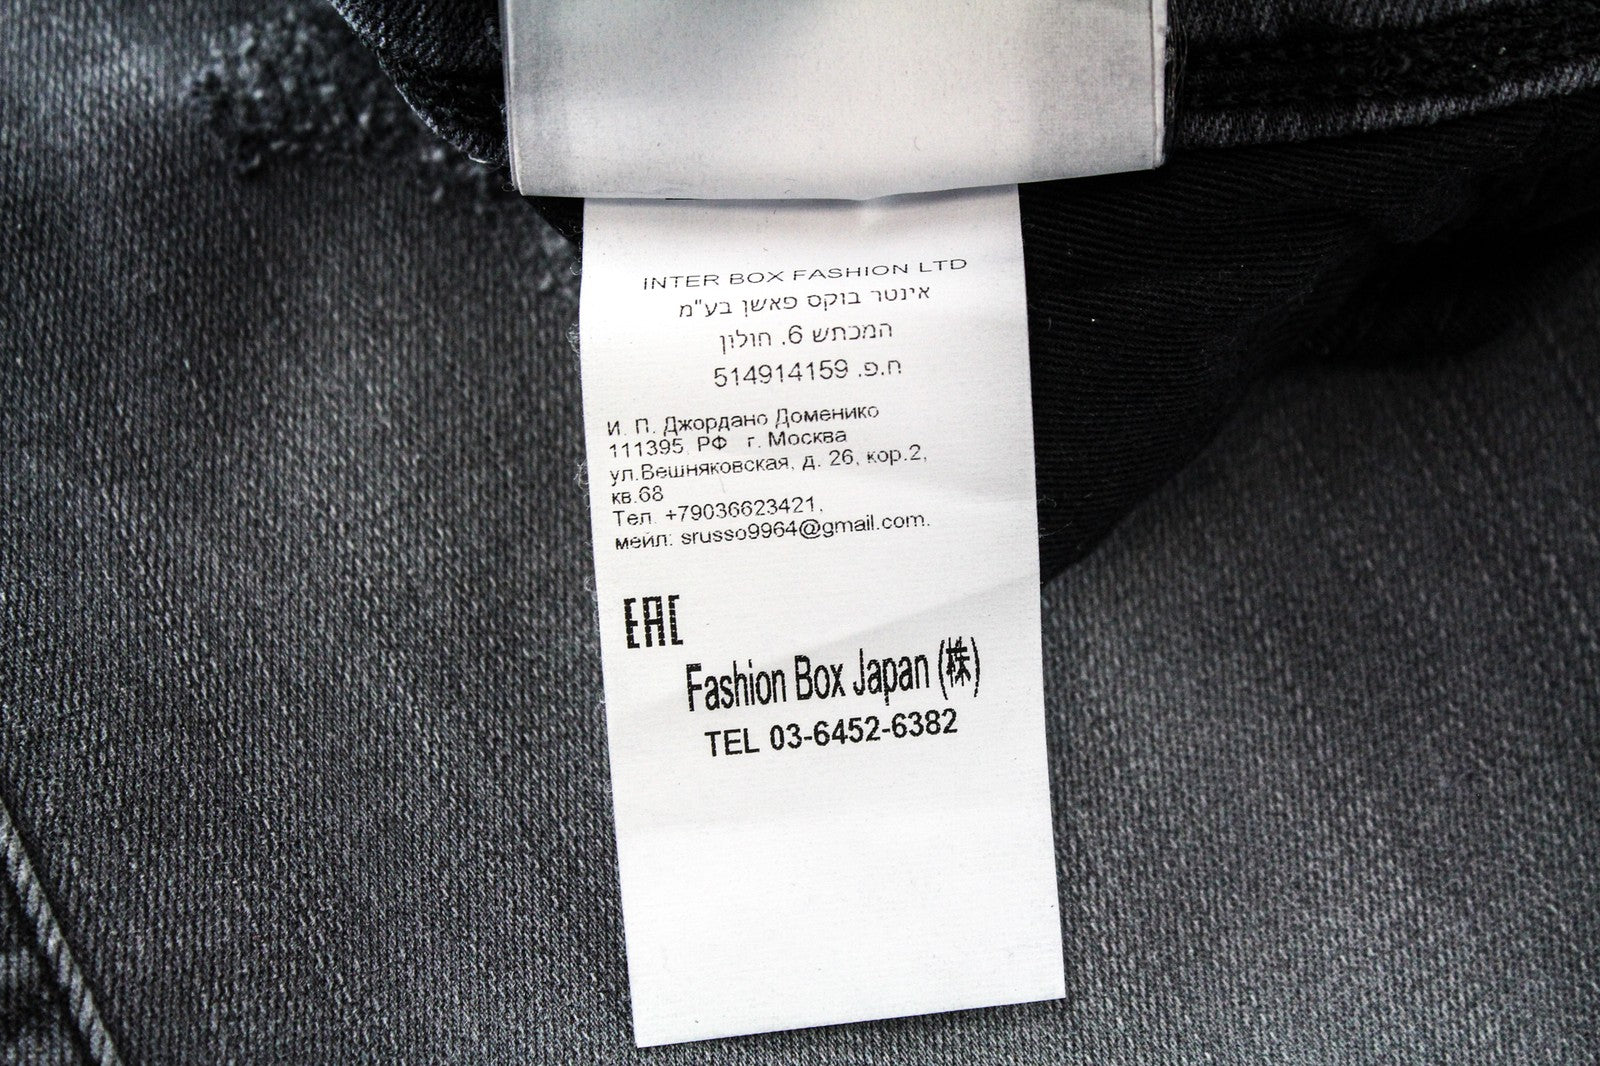 INTER BOX FASHION LTD
אינטר בוקס פאשן בע"מ
המכתש 6. חולון
ח.פ. 514914159
И. П. Джордано Доменико
111395 РФ г. Москва
ул.Вешняковская, д. 26, кор.2,
кв.68
Тел. +79036623421,
мейл: srusso9964@gmail.com.
EAC
Fashion Box Japan (株)
TEL 03-6452-6382